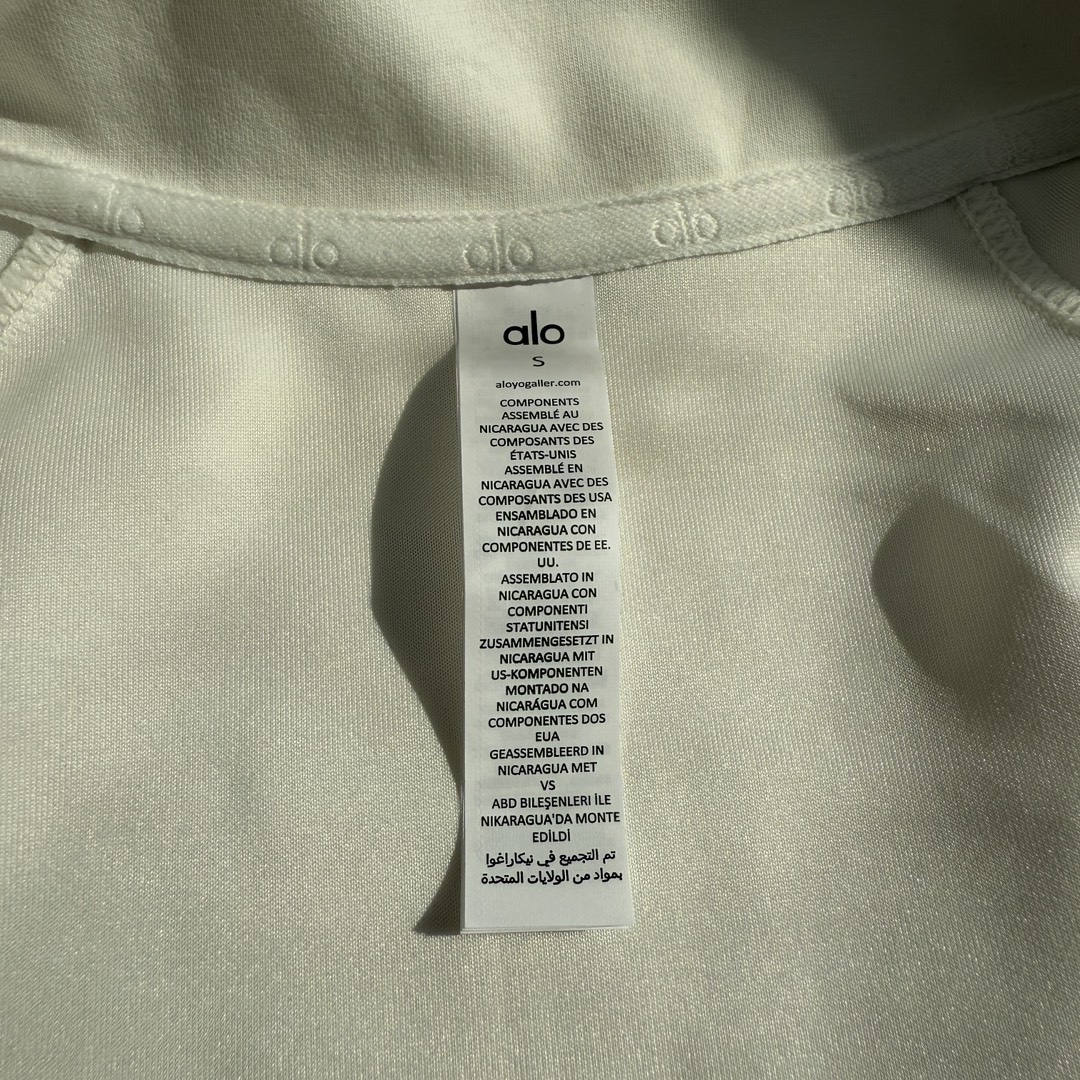 alo
alo
alo
alo
alo
alo
S
aloyogaller.com
COMPONENTS
ASSEMBLÉ AU
NICARAGUA AVEC DES
COMPOSANTS DES
ÉTATS-UNIS
ASSEMBLÉ EN
NICARAGUA AVEC DES
COMPOSANTS DES USA
ENSAMBLADO EN
NICARAGUA CON
COMPONENTES DE EE.
UU.
ASSEMBLATO IN
NICARAGUA CON
COMPONENTI
STATUNITENSI
ZUSAMMENGESETZT IN
NICARAGUA MIT
US-KOMPONENTEN
MONTADO NA
NICARÁGUA COM
COMPONENTES DOS
EUA
GEASSEMBLEERD IN
NICARAGUA MET
VS
ABD BILEŞENLERI İLE
NIKARAGUA'DA MONTE
EDİLDİ
تم التجميع في نيكاراغوا
بمواد من الولايات المتحدة